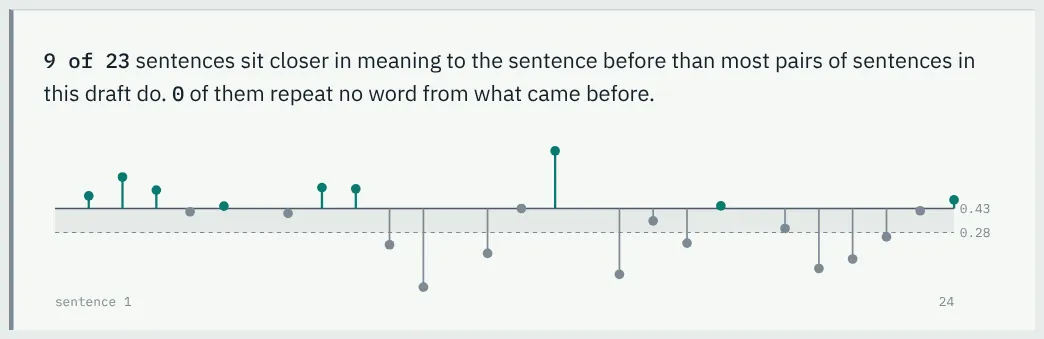 9 of 23 sentences sit closer in meaning to the sentence before than most pairs of sentences in
this draft do. 0 of them repeat no word from what came before.
0.43
0.28
sentence 1
24